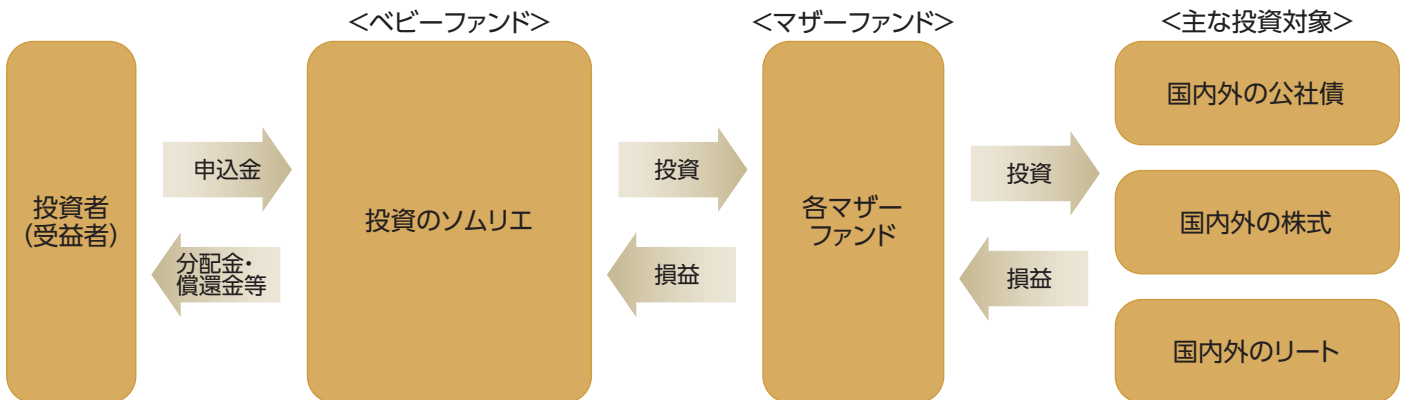 <ベビーファンド>
<マザーファンド>
<主な投資対象>
投資者
(受益者)
申込金
分配金・
償還金等
投資のソムリエ
投資
損益
各マザー
ファンド
投資
損益
国内外の公社債
国内外の株式
国内外のリート